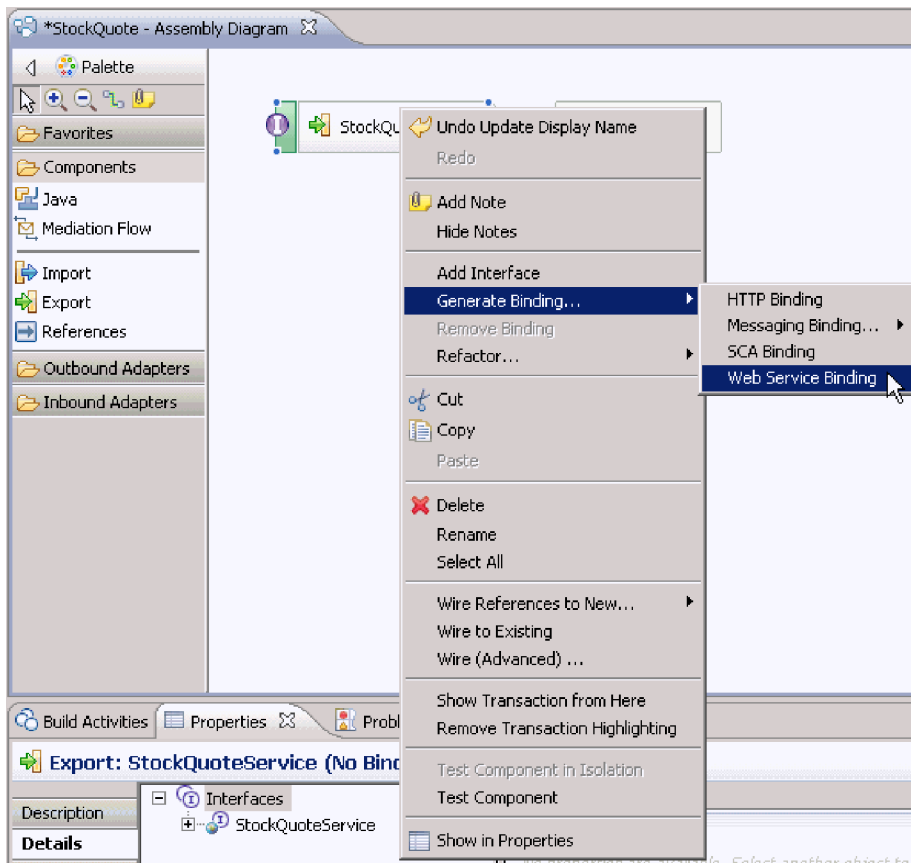 *StockQuote - Assembly Diagram
Palette
Favorites
Components
Java
Mediation Flow
Import
Export
References
Outbound Adapters
Inbound Adapters
StockQu
Undo Update Display Name
Redo
Add Note
Hide Notes
Add Interface
Generate Binding...
Remove Binding
Refactor...
Cut
Copy
Paste
Delete
Rename
Select All
Wire References to New...
Wire to Existing
Wire (Advanced) ...
Show Transaction from Here
Remove Transaction Highlighting
Test Component in Isolation
Test Component
Show in Properties
HTTP Binding
Messaging Binding...
SCA Binding
Web Service Binding
Build Activities Properties Probl
Export: StockQuoteService (No Bind
Description
Details
Interfaces
StockQuoteService